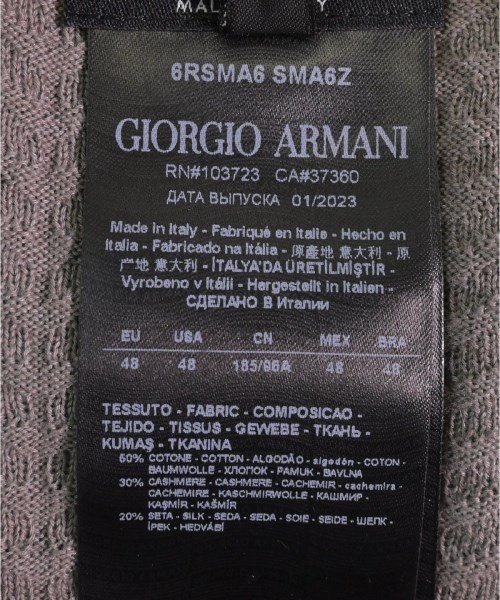 6RSMA6 SMA6Z
GIORGIO ARMANI
RN#103723 CA#37360
ДАТА ВЫПУСКА 01/2023
Made in Italy - Fabriqué en Italie - Hecho en
Italia - Fabricado na Itália - 原產地 意大利 - 原
产地 意大利 - İTALYA'DA ÜRETİLMİŞTİR -
Vyrobeno v Itálii - Hergestellt in Italien -
СДЕЛАНО В Италии
EU USA CN MEX BRA
48 48 185/96A 48 48
TESSUTO - FABRIC - COMPOSICAO -
TEJIDO - TISSUS - GEWEBE - ТКАНЬ -
KUMAŞ - TKANINA
50% COTONE - COTTON - ALGODÃO - algodón - COTON -
BAUMWOLLE - ХЛОПОК - PAMUK - BAVLNA
30% CASHMERE - CASHMERE - CACHEMIR - cachemira -
CACHEMIRE - KASCHMIRWOLLE - КАШМИР -
KAŞMİR - KAŠMÍR
20% SETA - SILK - SEDA - SEDA - SOIE - SEIDE - ШЕЛК -
İPEK - HEDVÁBÍ